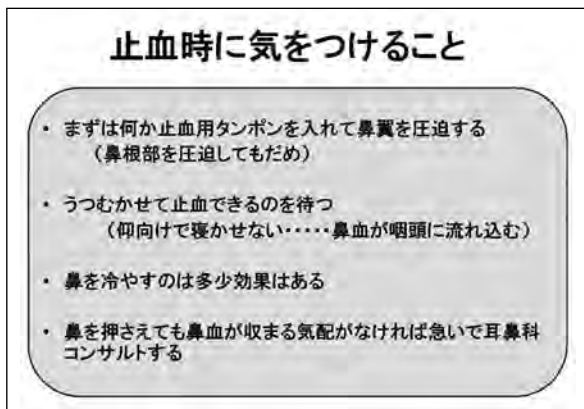 止血時に気をつけること
・ まずは何か止血用タンポンを入れて鼻翼を圧迫する
（鼻根部を圧迫してもだめ）
・ うつむかせて止血できるのを待つ
（仰向けで寝かせない・・・・・鼻血が咽頭に流れ込む）
・ 鼻を冷やすのは多少効果はある
・ 鼻を押さえても鼻血が収まる気配がなければ急いで耳鼻科
コンサルトする